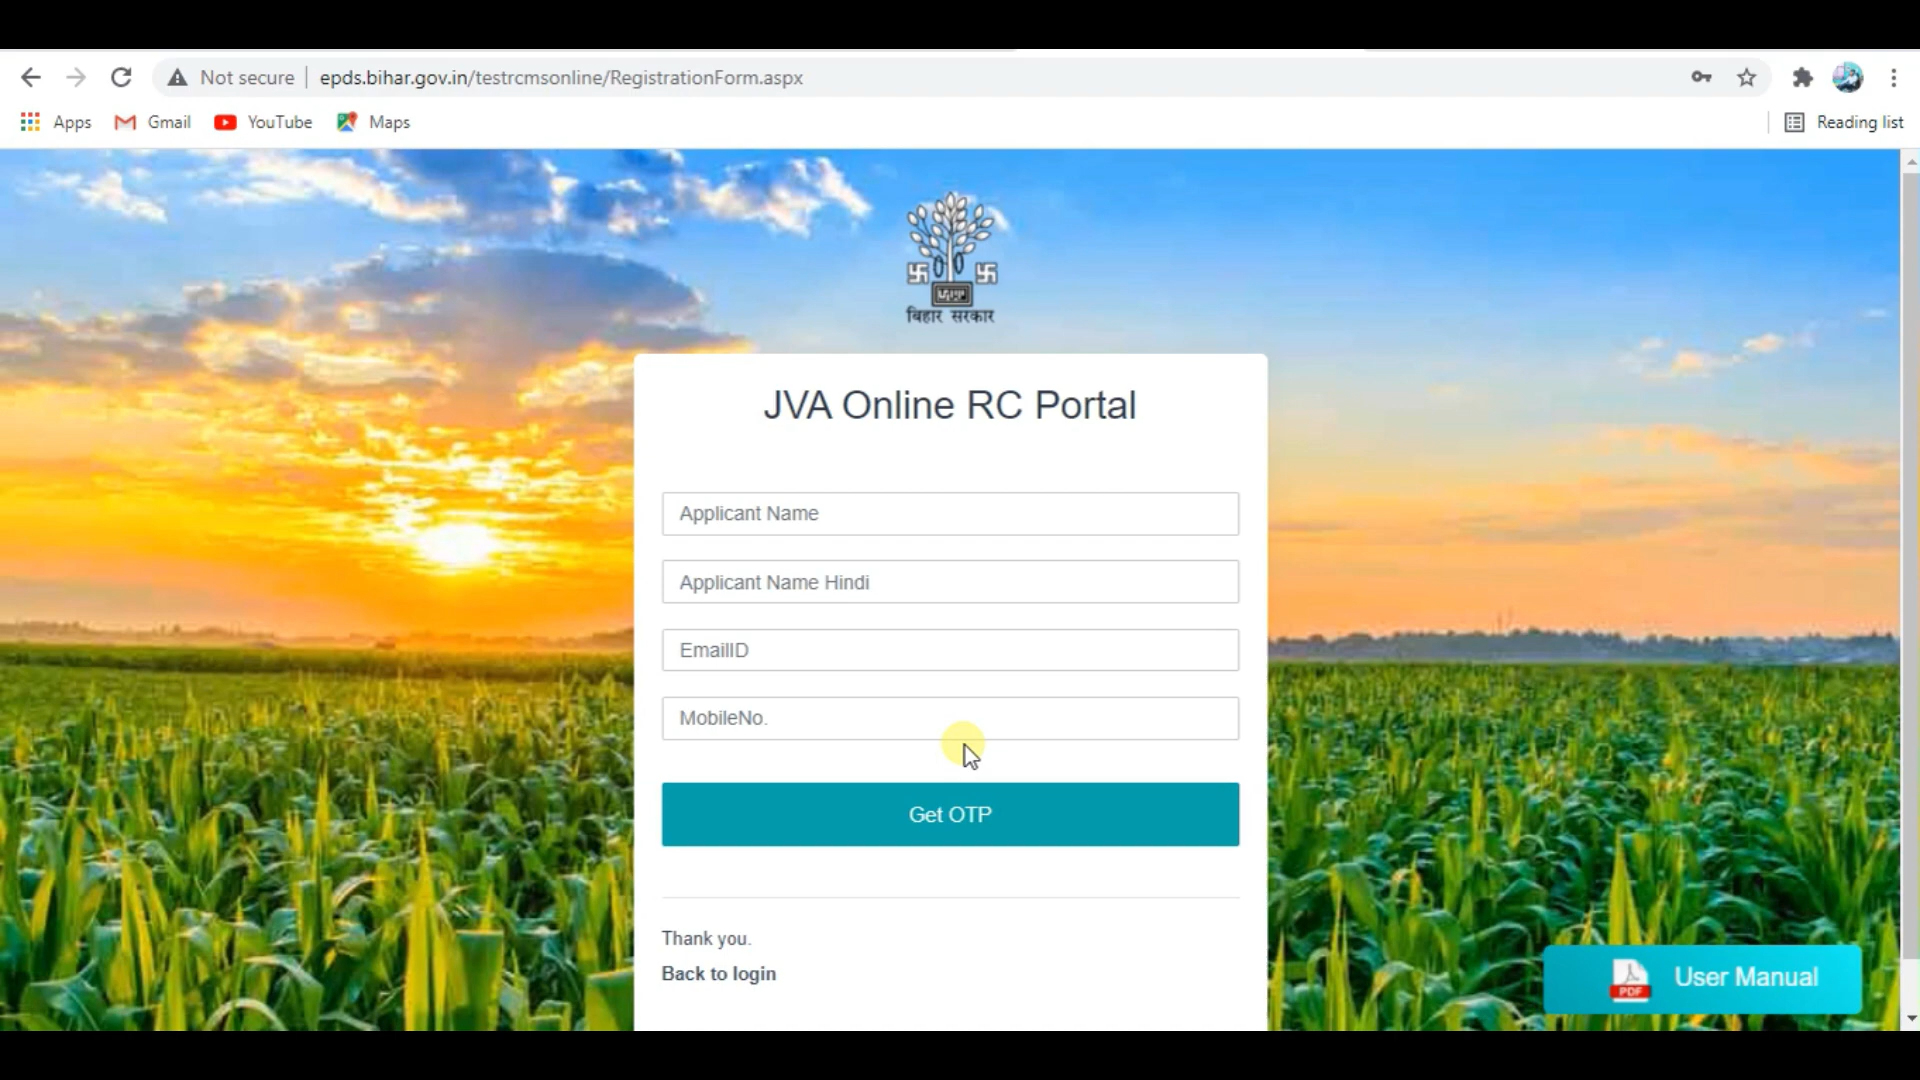 Not secure | epds.bihar.gov.in/testrcmsonline/RegistrationForm.aspx
Apps Gmail YouTube Maps Reading list
बिहार सरकार
JVA Online RC Portal
Applicant Name
Applicant Name Hindi
EmailID
MobileNo.
Get OTP
Thank you.
Back to login
PDF User Manual